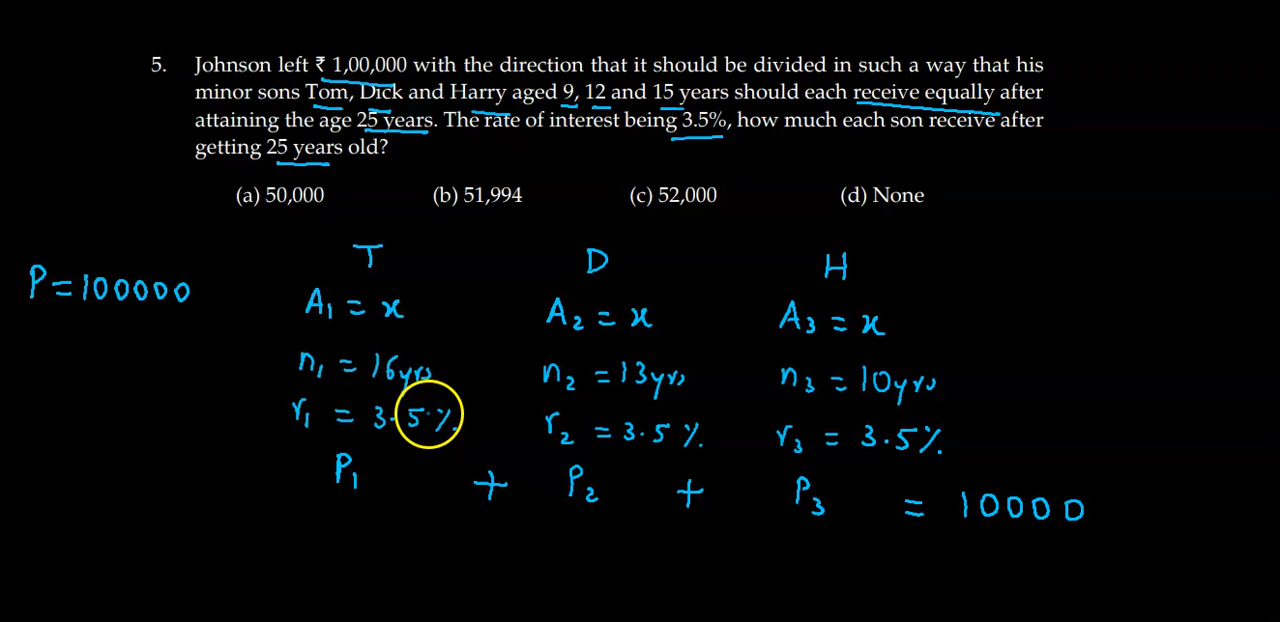 5. Johnson left ₹ 1,00,000 with the direction that it should be divided in such a way that his
minor sons Tom, Dick and Harry aged 9, 12 and 15 years should each receive equally after
attaining the age 25 years. The rate of interest being 3.5%, how much each son receive after
getting 25 years old?
(a) 50,000 (b) 51,994 (c) 52,000 (d) None
T D H
P = 100000
A₁ = x A₂ = x A₃ = x
n₁ = 16yrs n₂ = 13yrs n₃ = 10yrs
r₁ = 3.5% r₂ = 3.5% r₃ = 3.5%
P₁ + P₂ + P₃ = 10000